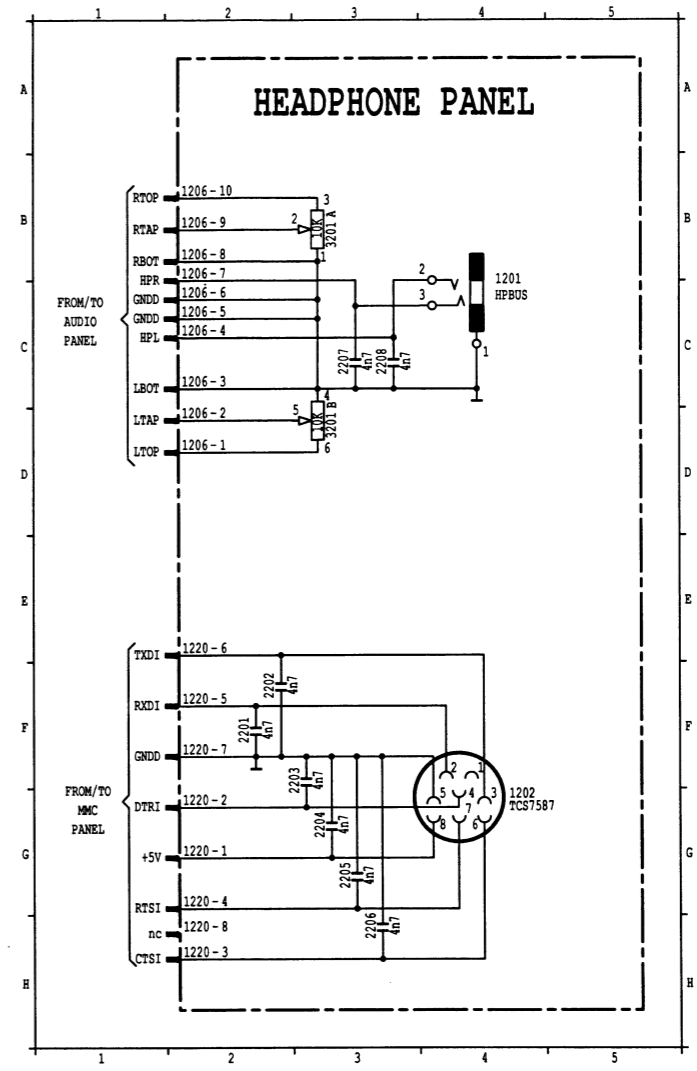 1 2 3 4 5
A
A
HEADPHONE PANEL
RTOP 1206-10
3
B
B
RTAP 1206-9
2
10K
3201 A
RBOT 1206-8
1
HPR 1206-7
2
1201
HPBUS
GNDD 1206-6
3
FROM/TO
AUDIO
PANEL
GNDD 1206-5
HPL 1206-4
C
C
2207
4n7
2208
4n7
1
LBOT 1206-3
4
LTAP 1206-2
5
10K
3201 B
LTOP 1206-1
6
D
D
E
E
TXDI 1220-6
2202
4n7
RXDI 1220-5
2201
4n7
F
F
GNDD 1220-7
2203
4n7
2 1
5 4 3
8 7 6
1202
TCS7587
FROM/TO
MMC
PANEL
DTRI 1220-2
2204
4n7
G
G
+5V 1220-1
2205
4n7
RTSI 1220-4
2206
4n7
nc 1220-8
CTSI 1220-3
H
H
1 2 3 4 5